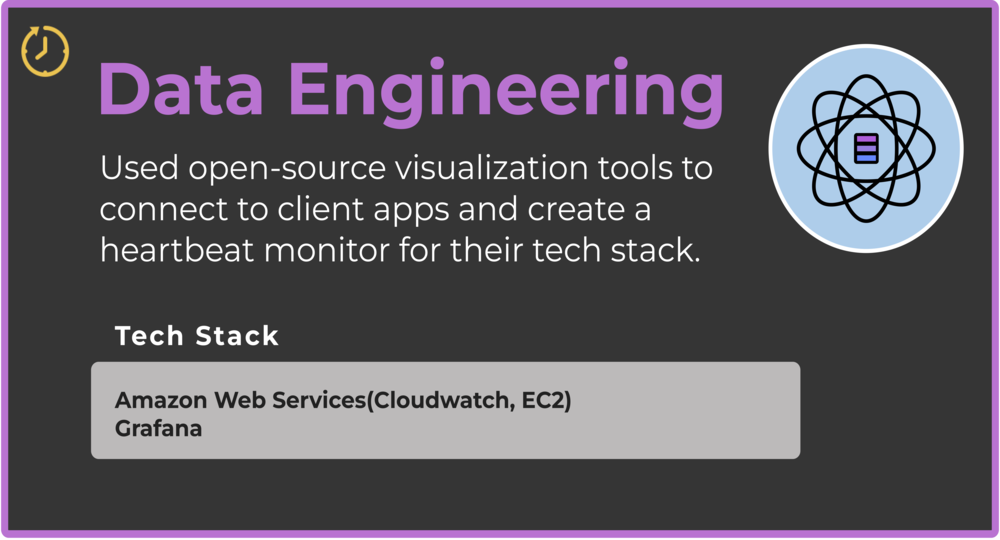 Data Engineering
Used open-source visualization tools to
connect to client apps and create a
heartbeat monitor for their tech stack.
Tech Stack
Amazon Web Services(Cloudwatch, EC2)
Grafana